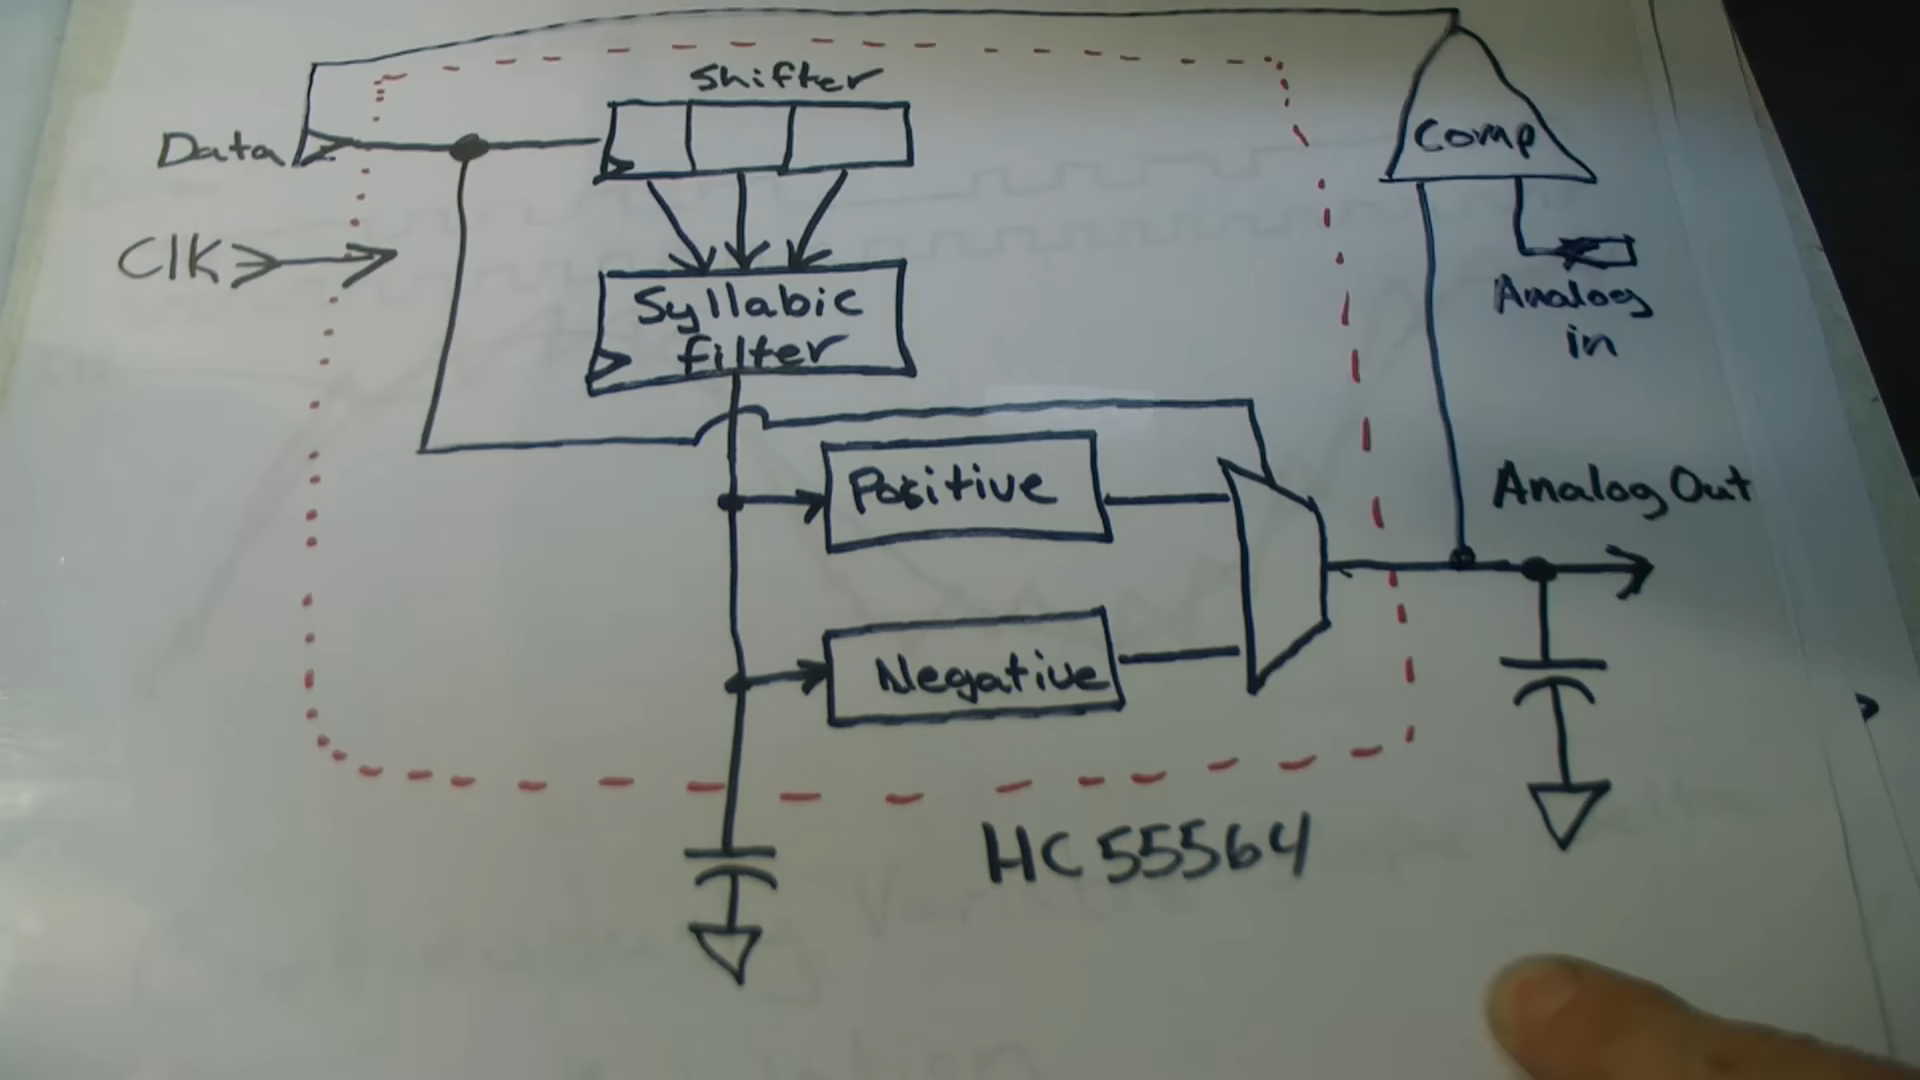 Shifter
Data
Comp
Clk
Syllabic
filter
Analog
in
Positive
Analog Out
Negative
HC55564